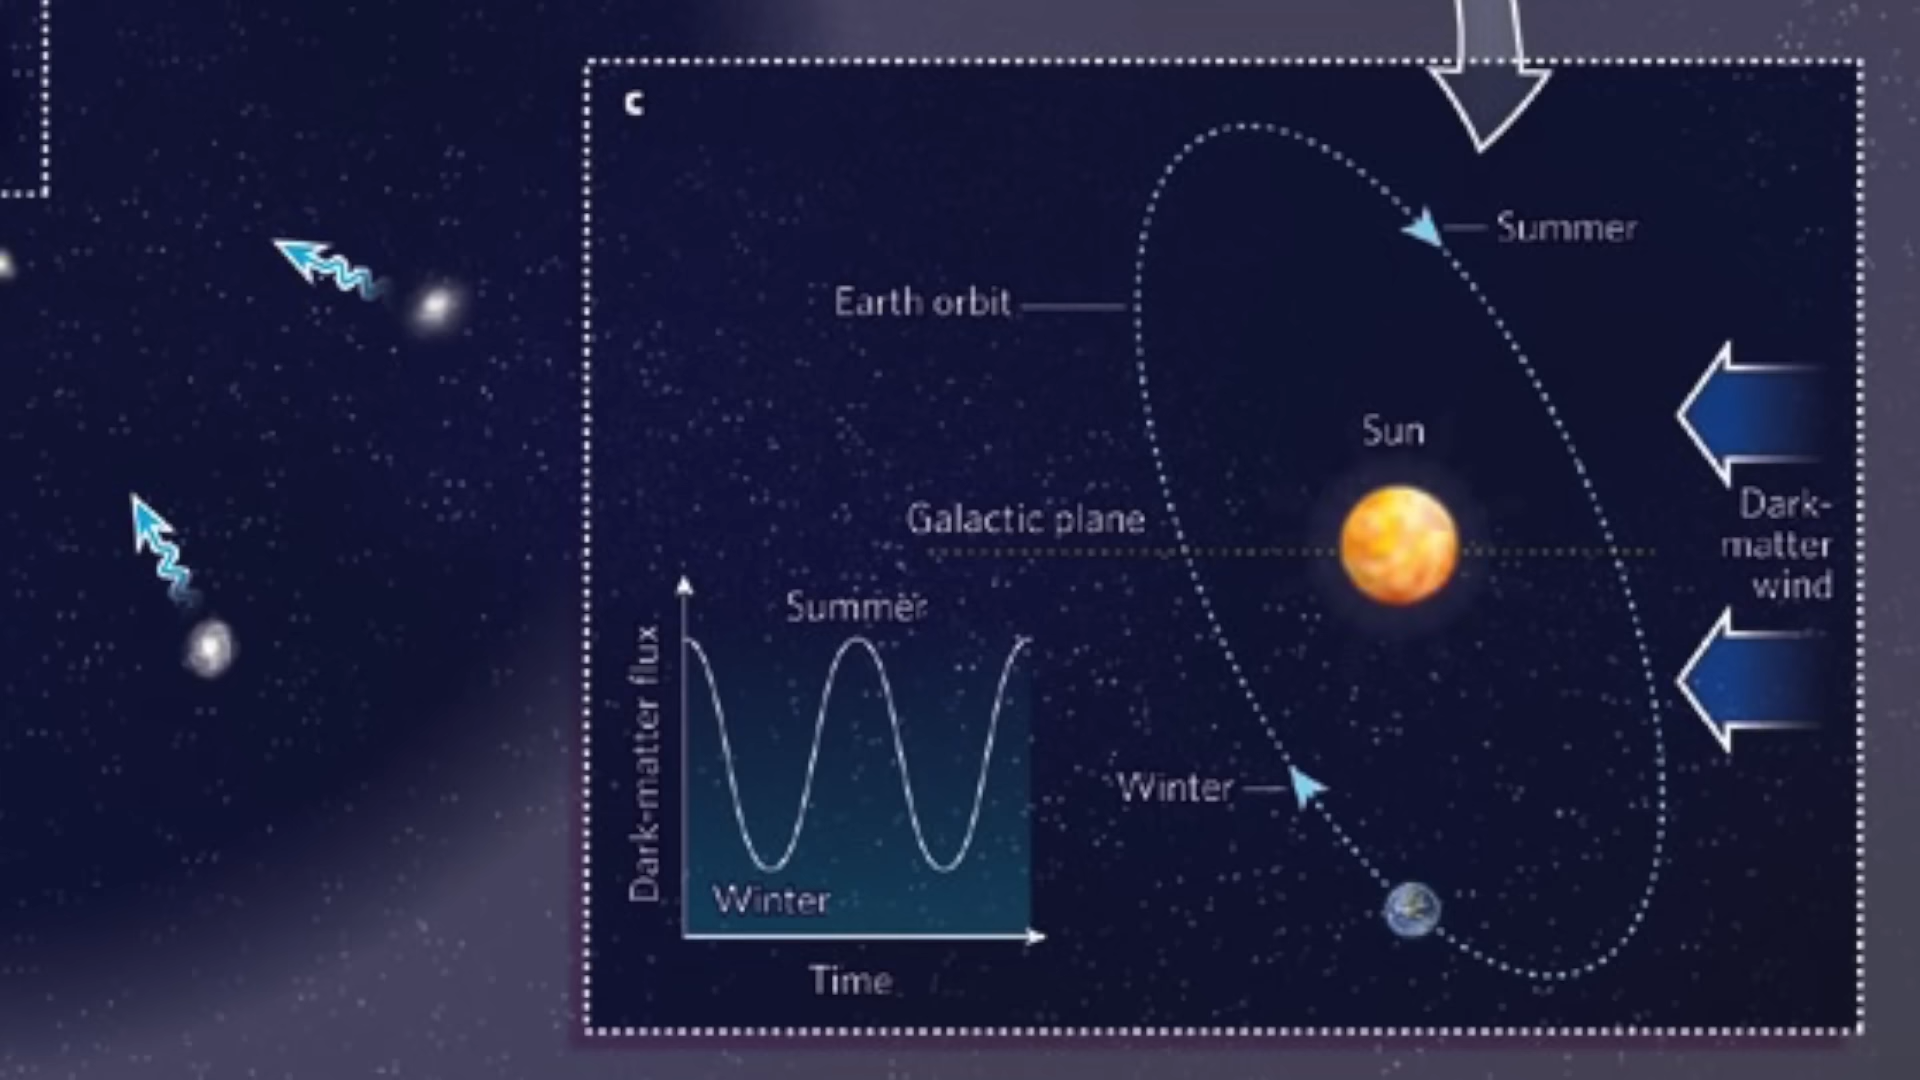 c
Summer
Earth orbit
Sun
Galactic plane
Dark-
matter
wind
Summer
Dark-matter flux
Winter
Winter
Time